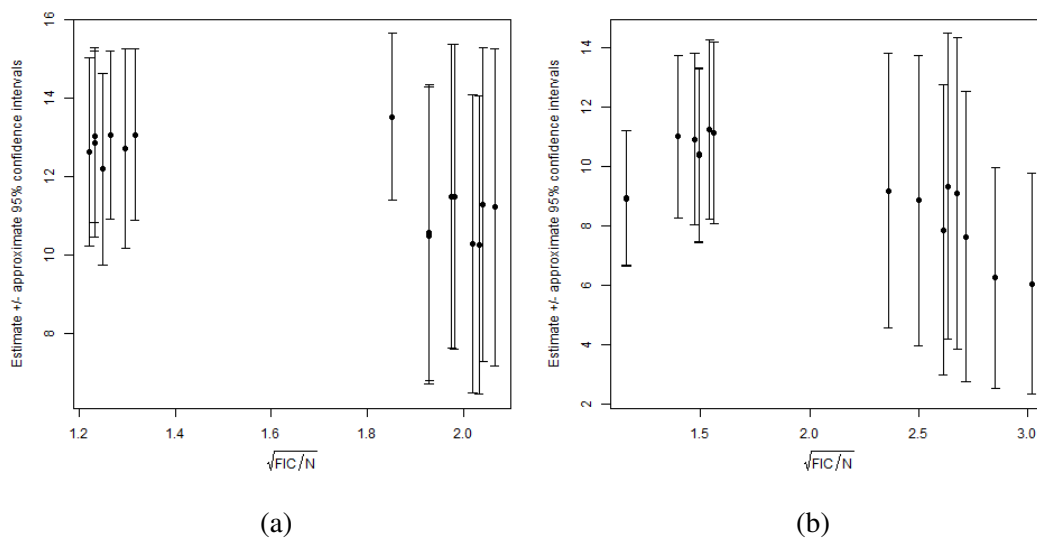 Estimate +/- approximate 95% confidence intervals
16
14
12
10
8
1.2 1.4 1.6 1.8 2.0
√FIC/N
(a)
Estimate +/- approximate 95% confidence intervals
14
12
10
8
6
4
2
1.5 2.0 2.5 3.0
√FIC/N
(b)